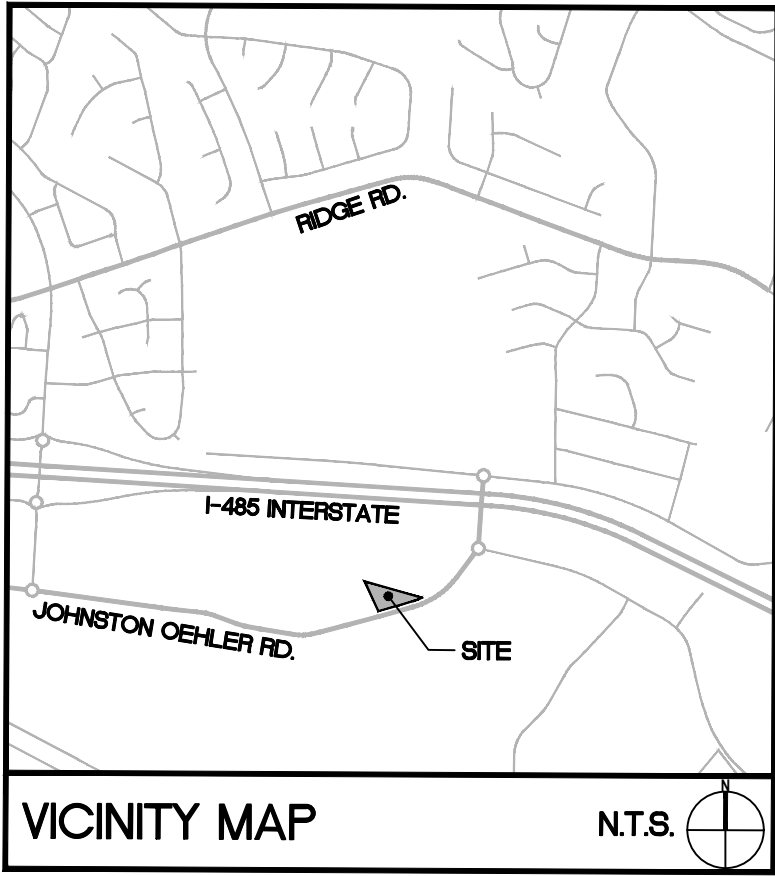 RIDGE RD.
I-485 INTERSTATE
JOHNSTON OEHLER RD.
SITE
VICINITY MAP
N.T.S.
N